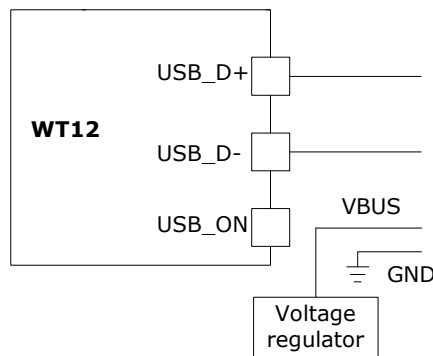 USB_D+
WT12
USB_D-
USB_ON
VBUS
GND
Voltage
regulator